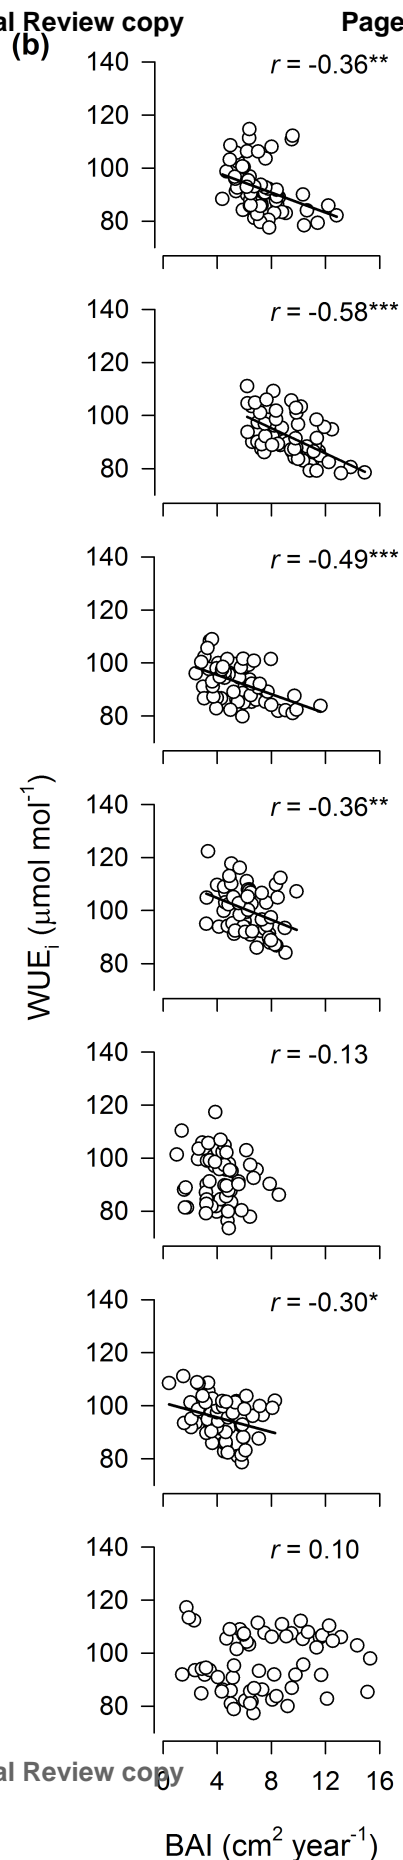 al Review copy Page
(b)
140
120
100
80
r = -0.36**
140
120
100
80
r = -0.58***
140
120
100
80
r = -0.49***
140
120
100
80
r = -0.36**
140
120
100
80
r = -0.13
140
120
100
80
r = -0.30*
140
120
100
80
r = 0.10
WUEi (μmol mol-1)
al Review copy
0 4 8 12 16
BAI (cm2 year-1)